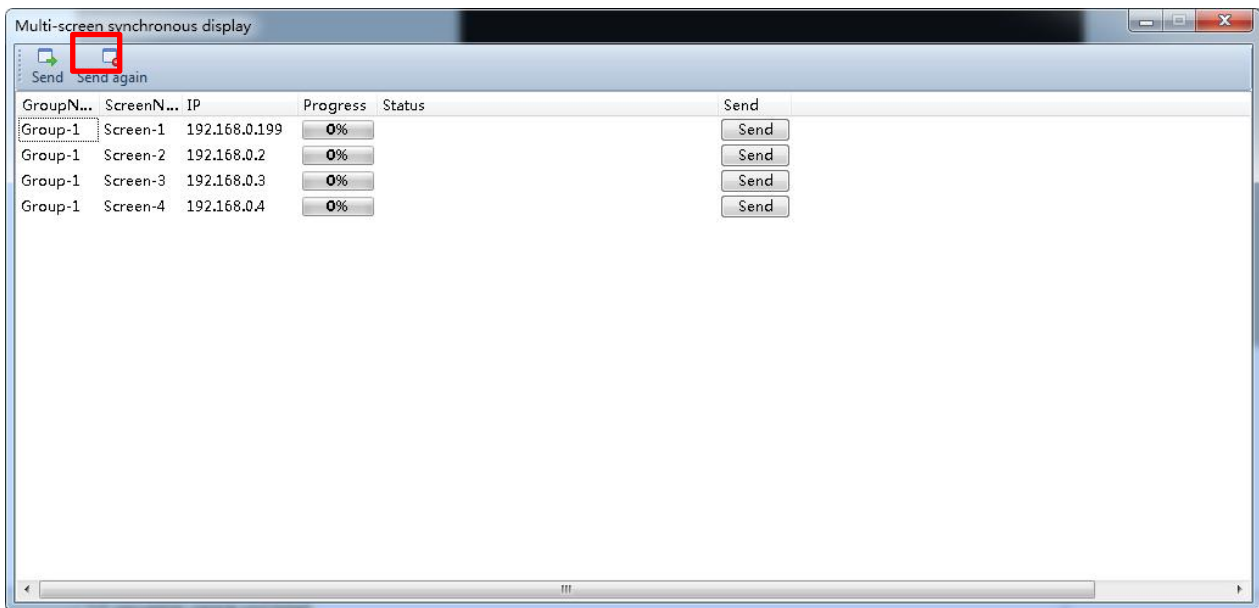 Multi-screen synchronous display
Send Send again
GroupN... ScreenN... IP Progress Status Send
Group-1 Screen-1 192.168.0.199 0% Send
Group-1 Screen-2 192.168.0.2 0% Send
Group-1 Screen-3 192.168.0.3 0% Send
Group-1 Screen-4 192.168.0.4 0% Send